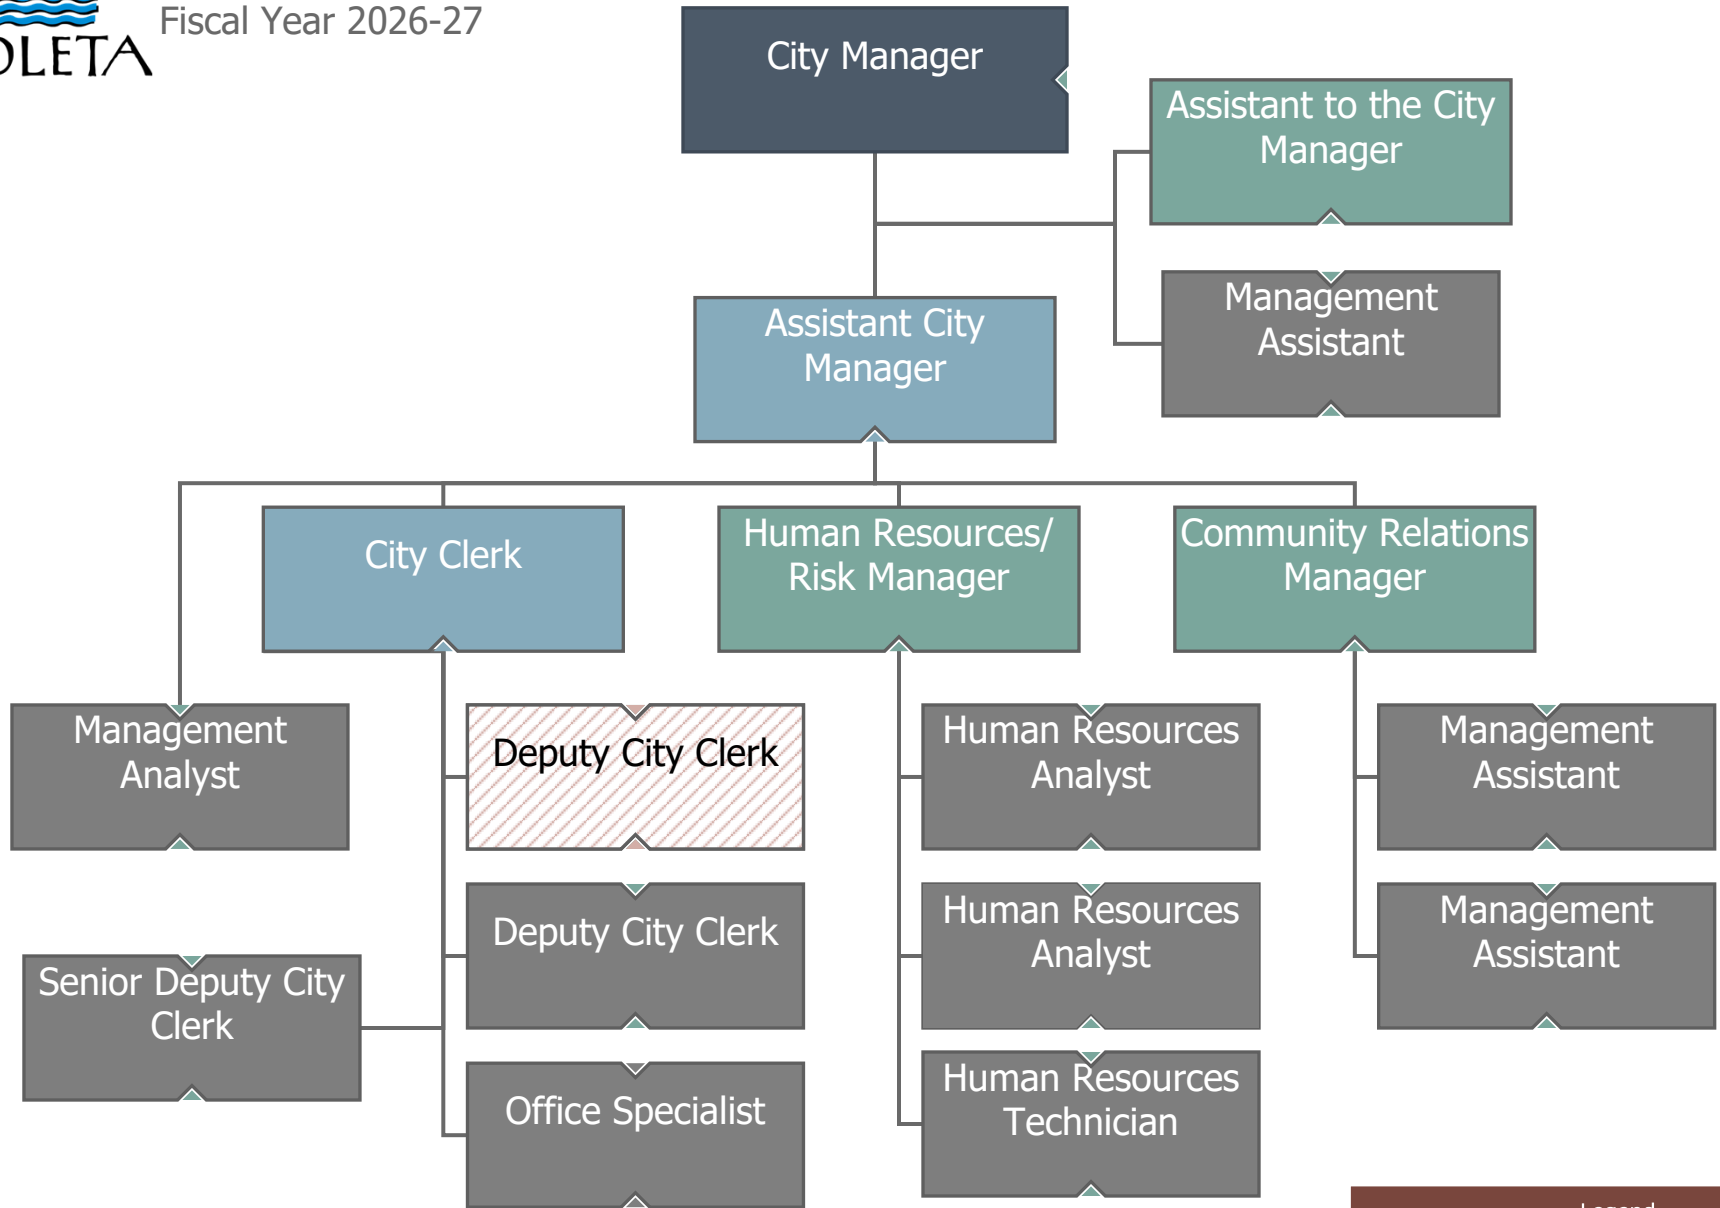 Fiscal Year 2026-27
City Manager
Assistant to the City
Manager
Management
Assistant
Assistant City
Manager
City Clerk
Human Resources/
Risk Manager
Community Relations
Manager
Management
Analyst
Deputy City Clerk
Human Resources
Analyst
Management
Assistant
Deputy City Clerk
Human Resources
Analyst
Management
Assistant
Senior Deputy City
Clerk
Office Specialist
Human Resources
Technician